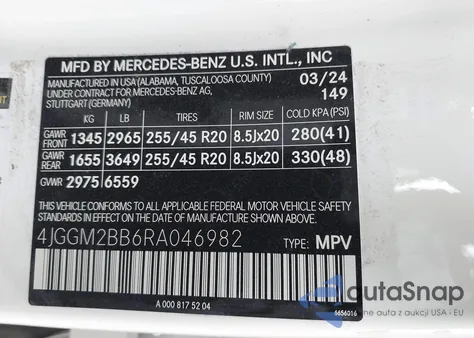 MFD BY MERCEDES-BENZ U.S. INTL., INC
MANUFACTURED IN USA (ALABAMA, TUSCALOOSA COUNTY) 03/24
UNDER CONTRACT FOR MERCEDES-BENZ AG, 149
STUTTGART (GERMANY)
KG LB TIRES RIM SIZE COLD KPA (PSI)
GAWR FRONT 1345 2965 255/45 R20 8.5Jx20 280(41)
GAWR REAR 1655 3649 255/45 R20 8.5Jx20 330(48)
GVWR 2975 6559
THIS VEHICLE CONFORMS TO ALL APPLICABLE FEDERAL MOTOR VEHICLE SAFETY
STANDARDS IN EFFECT ON THE DATE OF MANUFACTURE SHOWN ABOVE.
4JGGM2BB6RA046982 TYPE: MPV
A 000 817 52 04
5656016
autaSnap